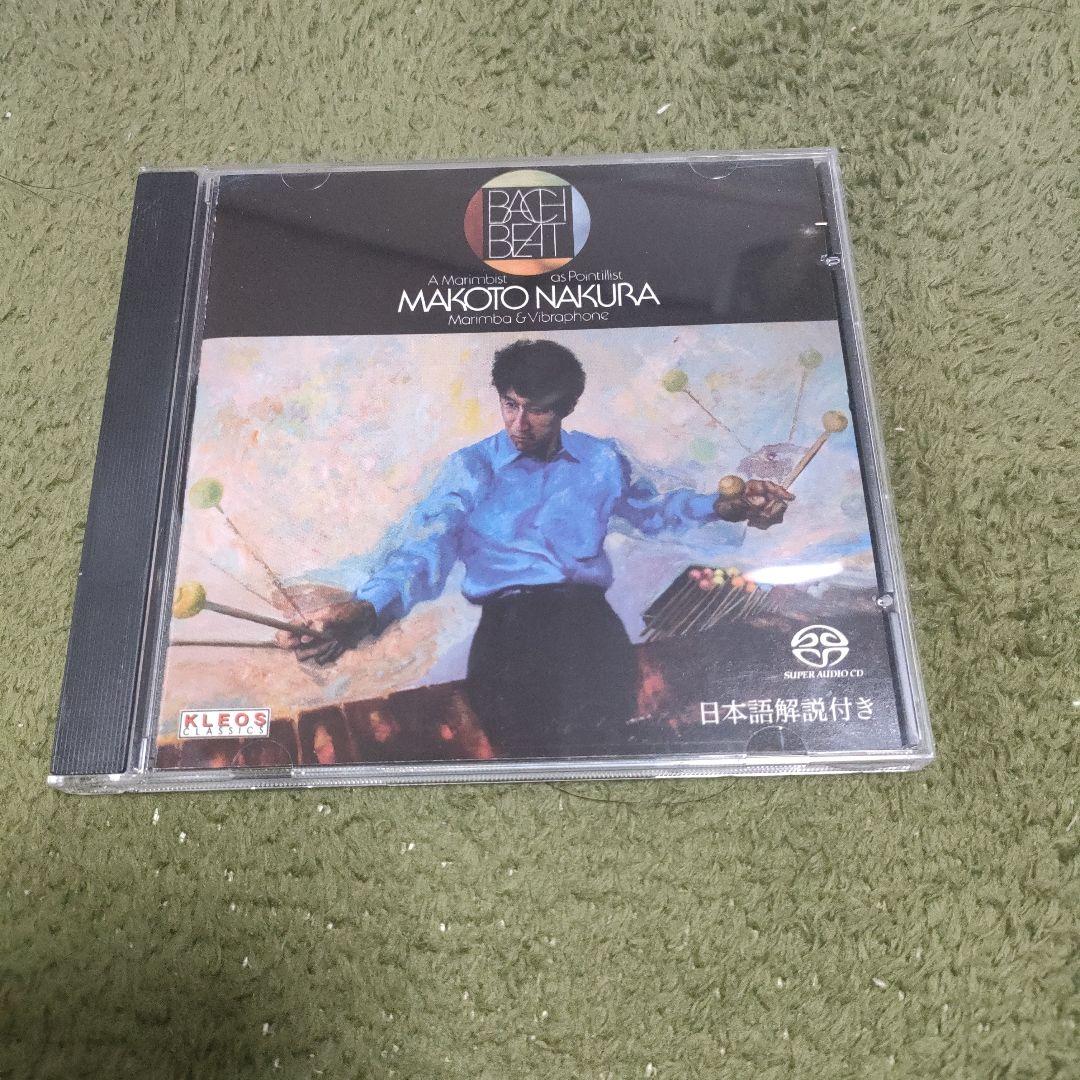 BACH
BEAT
A Marimbist as Pointillist
MAKOTO NAKURA
Marimba & Vibraphone
SUPER AUDIO CD
日本語解説付き
KLEOS
CLASSICS